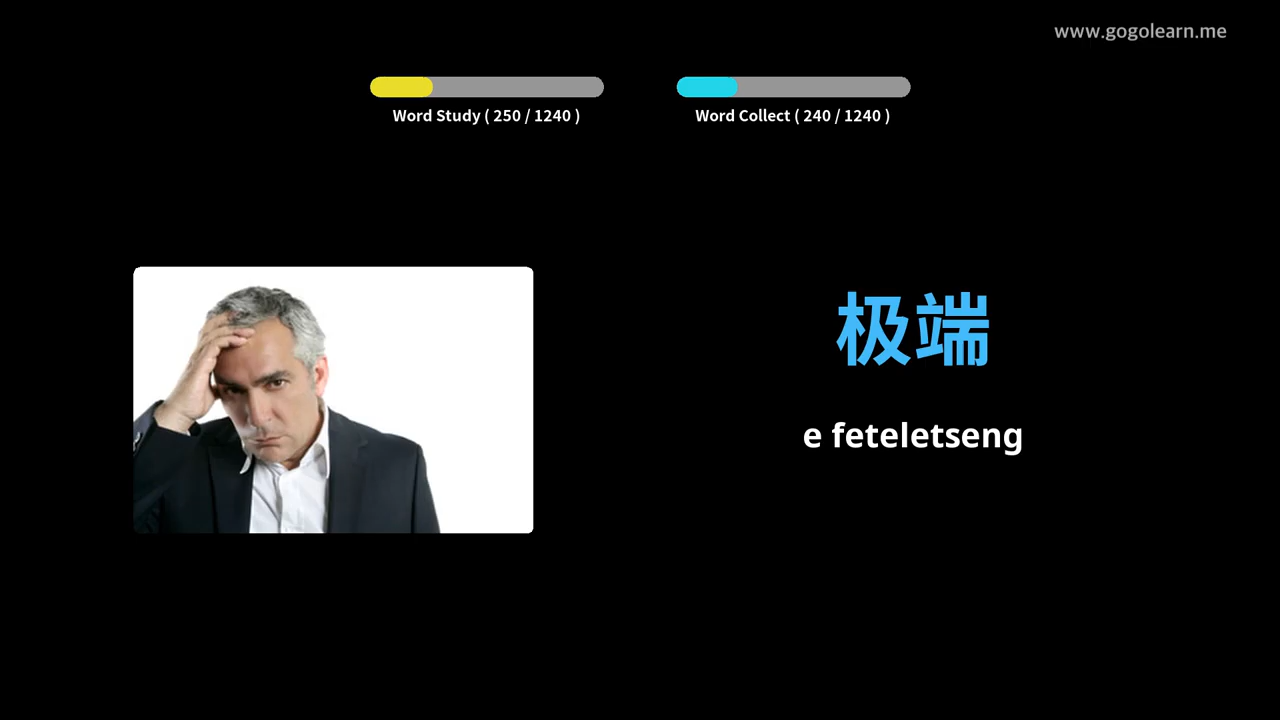 www.gogolearn.me
Word Study ( 250 / 1240 )
Word Collect ( 240 / 1240 )
极端
e feteletseng